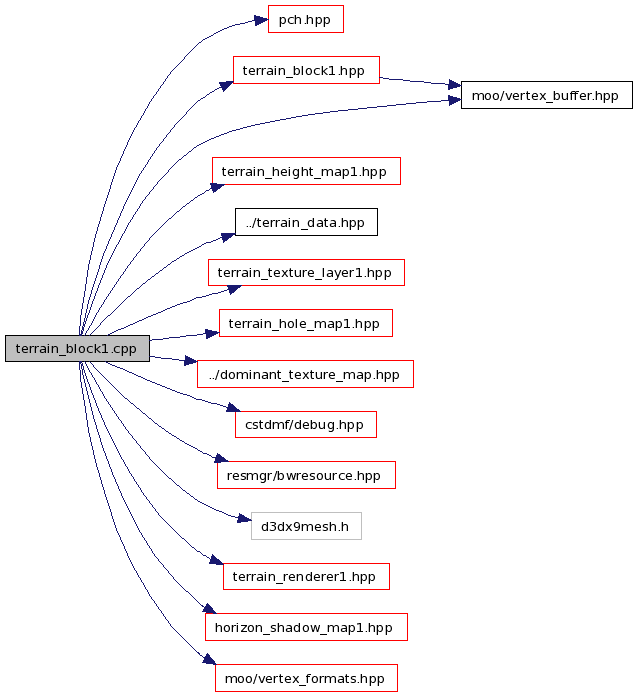 pch.hpp
terrain_block1.hpp
moo/vertex_buffer.hpp
terrain_height_map1.hpp
../terrain_data.hpp
terrain_texture_layer1.hpp
terrain_hole_map1.hpp
terrain_block1.cpp
../dominant_texture_map.hpp
cstdmf/debug.hpp
resmgr/bwresource.hpp
d3dx9mesh.h
terrain_renderer1.hpp
horizon_shadow_map1.hpp
moo/vertex_formats.hpp